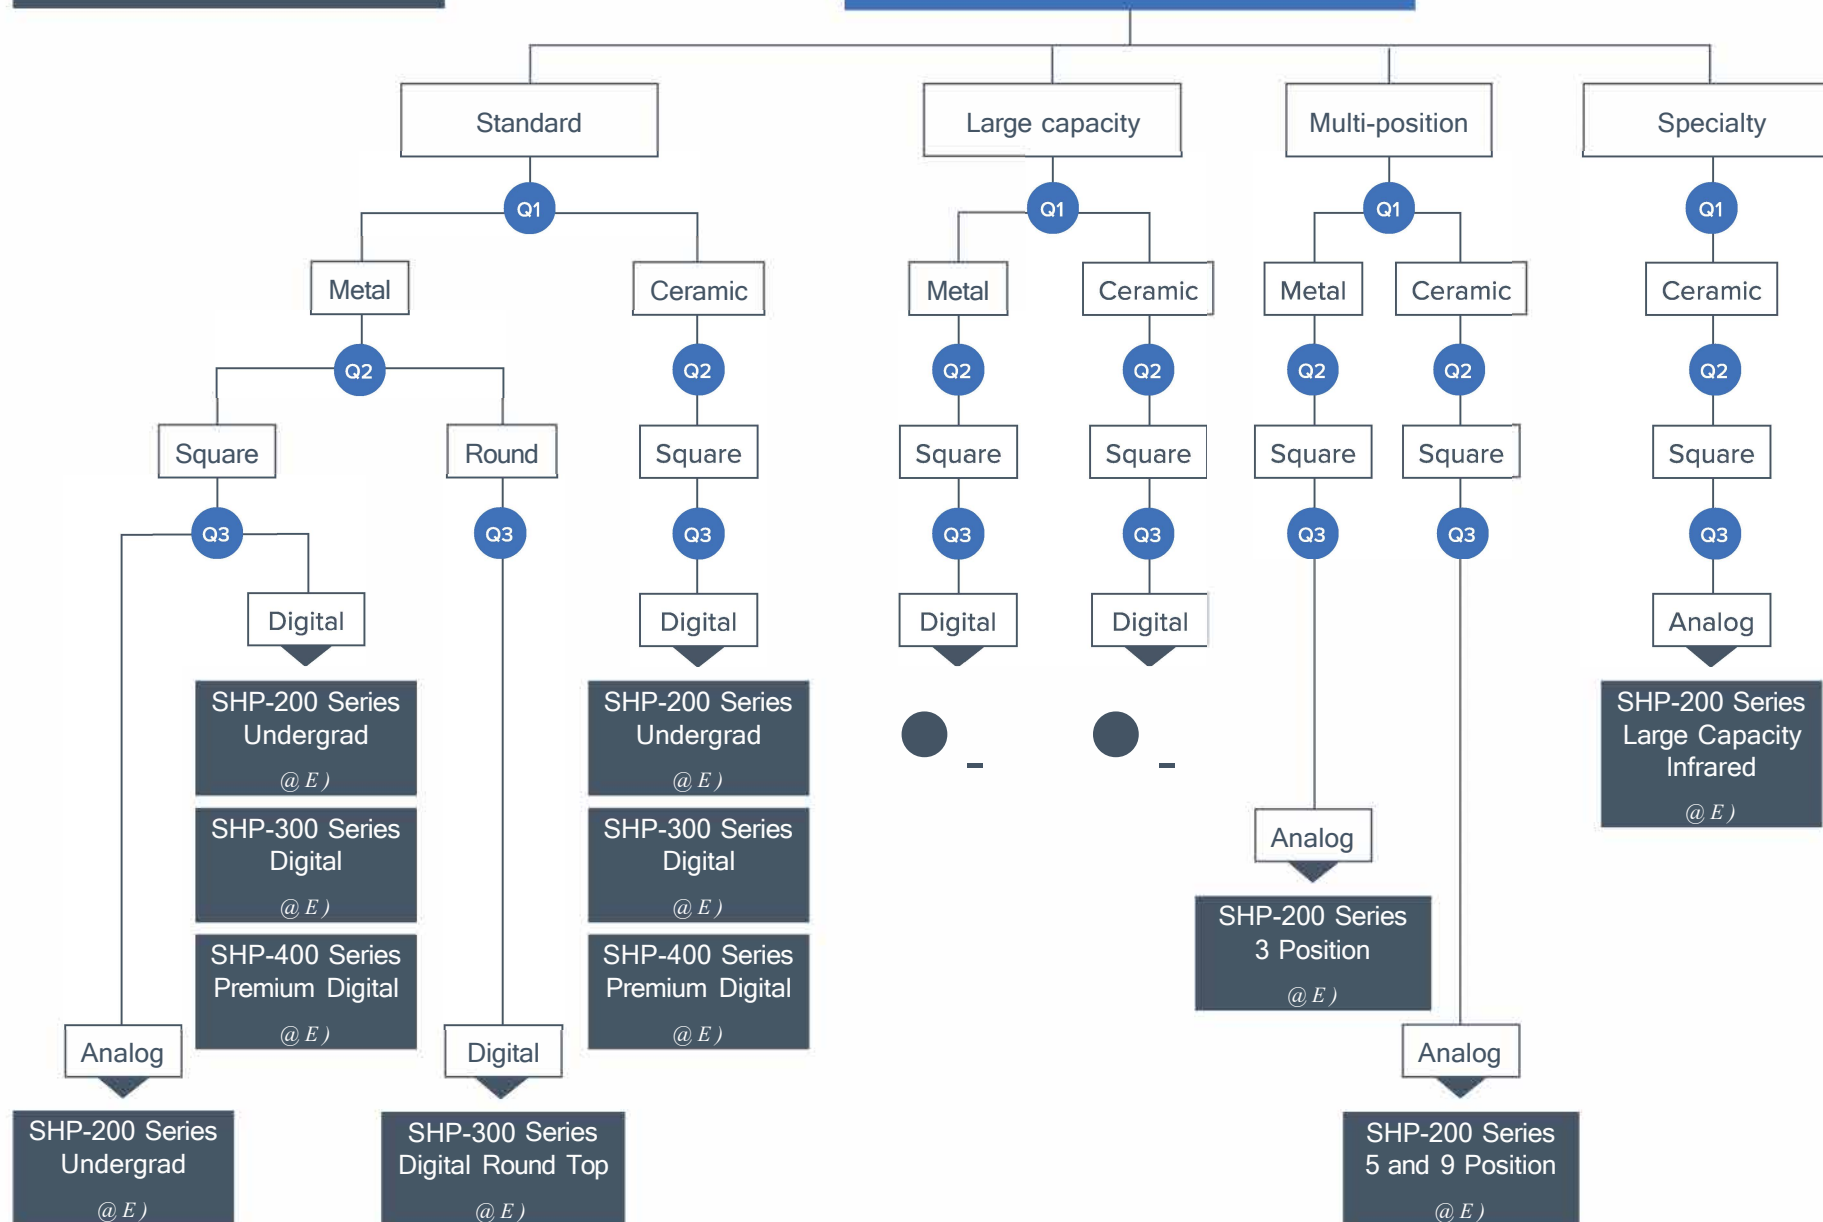 Standard
Large capacity
Multi-position
Specialty
Q1
Q1
Q1
Q1
Metal
Ceramic
Metal
Ceramic
Metal
Ceramic
Ceramic
Q2
Q2
Q2
Q2
Q2
Q2
Q2
Square
Round
Square
Square
Square
Square
Square
Square
Q3
Q3
Q3
Q3
Q3
Q3
Q3
Q3
Digital
Digital
Digital
Digital
Analog
SHP-200 Series
Undergrad
@E)
SHP-200 Series
Undergrad
@E)
SHP-200 Series
Large Capacity
Infrared
@E)
SHP-300 Series
Digital
@E)
SHP-300 Series
Digital
@E)
Analog
SHP-200 Series
3 Position
@E)
SHP-400 Series
Premium Digital
@E)
SHP-400 Series
Premium Digital
@E)
Analog
Digital
Analog
SHP-200 Series
Undergrad
@E)
SHP-300 Series
Digital Round Top
@E)
SHP-200 Series
5 and 9 Position
@E)